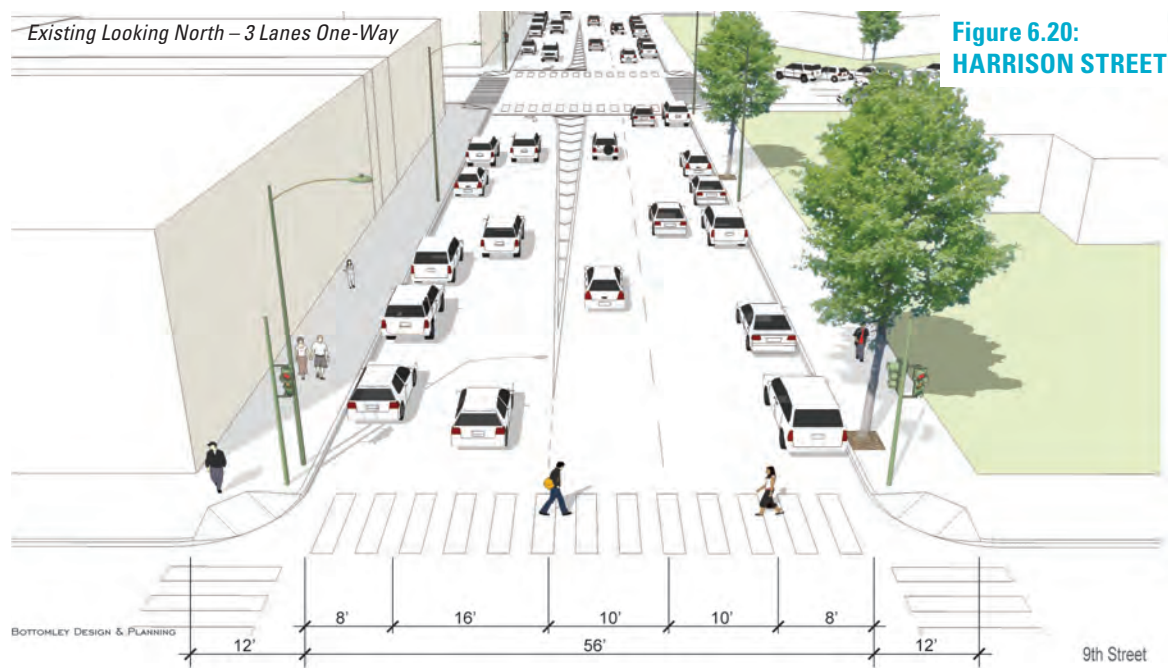 Existing Looking North – 3 Lanes One-Way
Figure 6.20:
HARRISON STREET
8'
16'
10'
10'
8'
BOTTOMLEY DESIGN & PLANNING
12'
56'
12'
9th Street